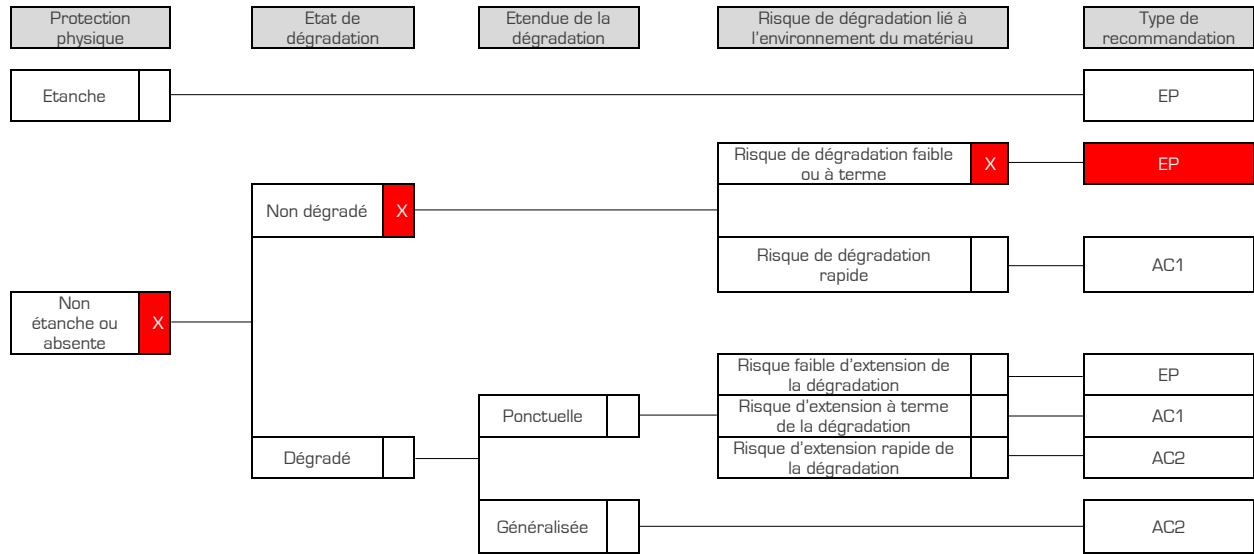 Protection
physique
Etat de
dégradation
Etendue de la
dégradation
Risque de dégradation lié à
l'environnement du matériau
Type de
recommandation
Etanche
EP
Risque de dégradation faible
ou à terme
X
EP
Non dégradé
X
Risque de dégradation
rapide
AC1
Non
étanche ou
absente
X
Risque faible d'extension de
la dégradation
EP
Ponctuelle
Risque d'extension à terme
de la dégradation
AC1
Dégradé
Risque d'extension rapide de
la dégradation
AC2
Généralisée
AC2